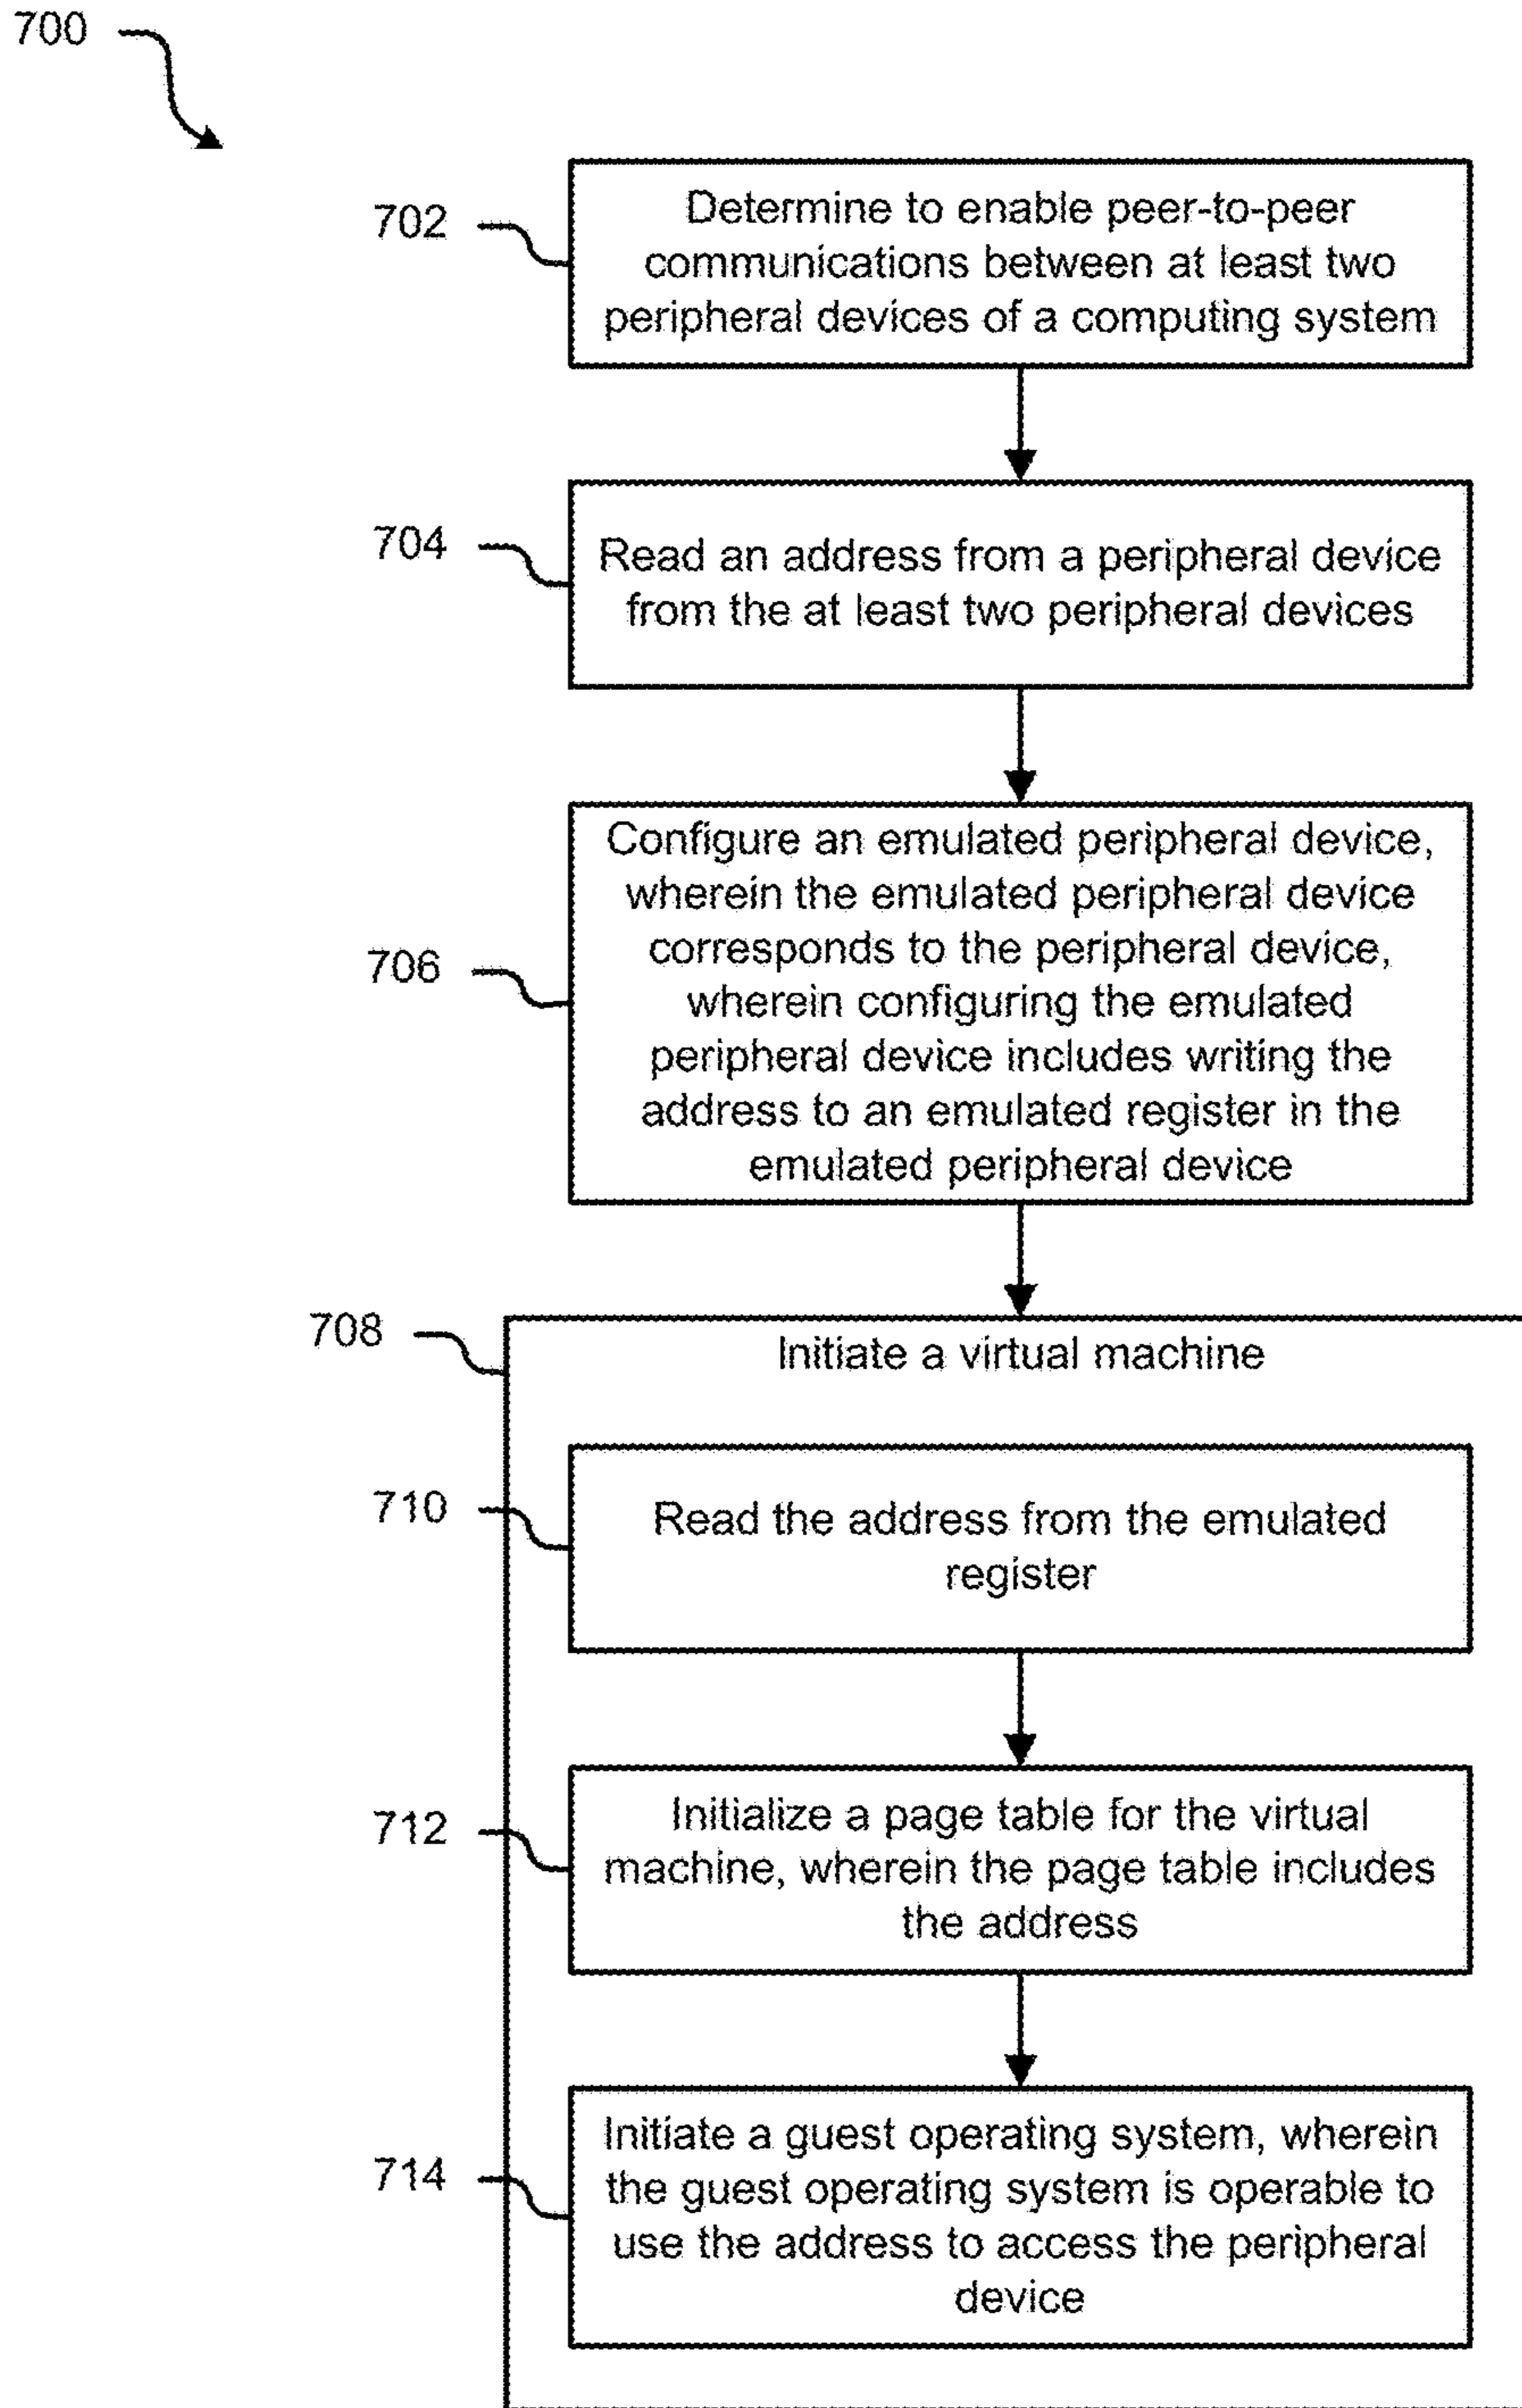 700
702
Determine to enable peer-to-peer
communications between at least two
peripheral devices of a computing system
704
Read an address from a peripheral device
from the at least two peripheral devices
706
Configure an emulated peripheral device,
wherein the emulated peripheral device
corresponds to the peripheral device,
wherein configuring the emulated
peripheral device includes writing the
address to an emulated register in the
emulated peripheral device
708
Initiate a virtual machine
710
Read the address from the emulated
register
712
Initialize a page table for the virtual
machine, wherein the page table includes
the address
714
Initiate a guest operating system, wherein
the guest operating system is operable to
use the address to access the peripheral
device